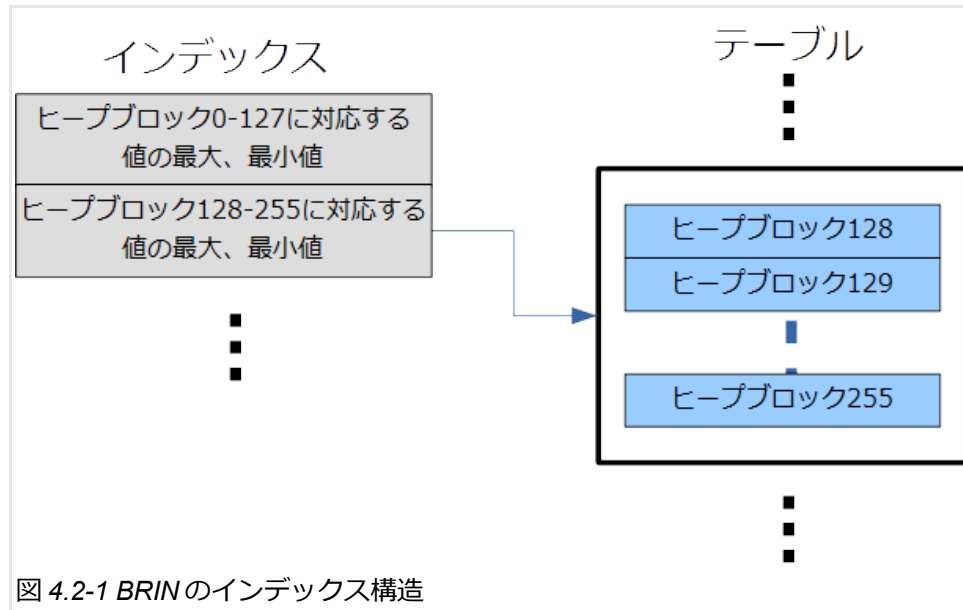 インデックス
ヒープブロック0-127に対応する
値の最大、最小値
ヒープブロック128-255に対応する
値の最大、最小値
テーブル
ヒープブロック128
ヒープブロック129
ヒープブロック255
図 4.2-1 BRINのインデックス構造